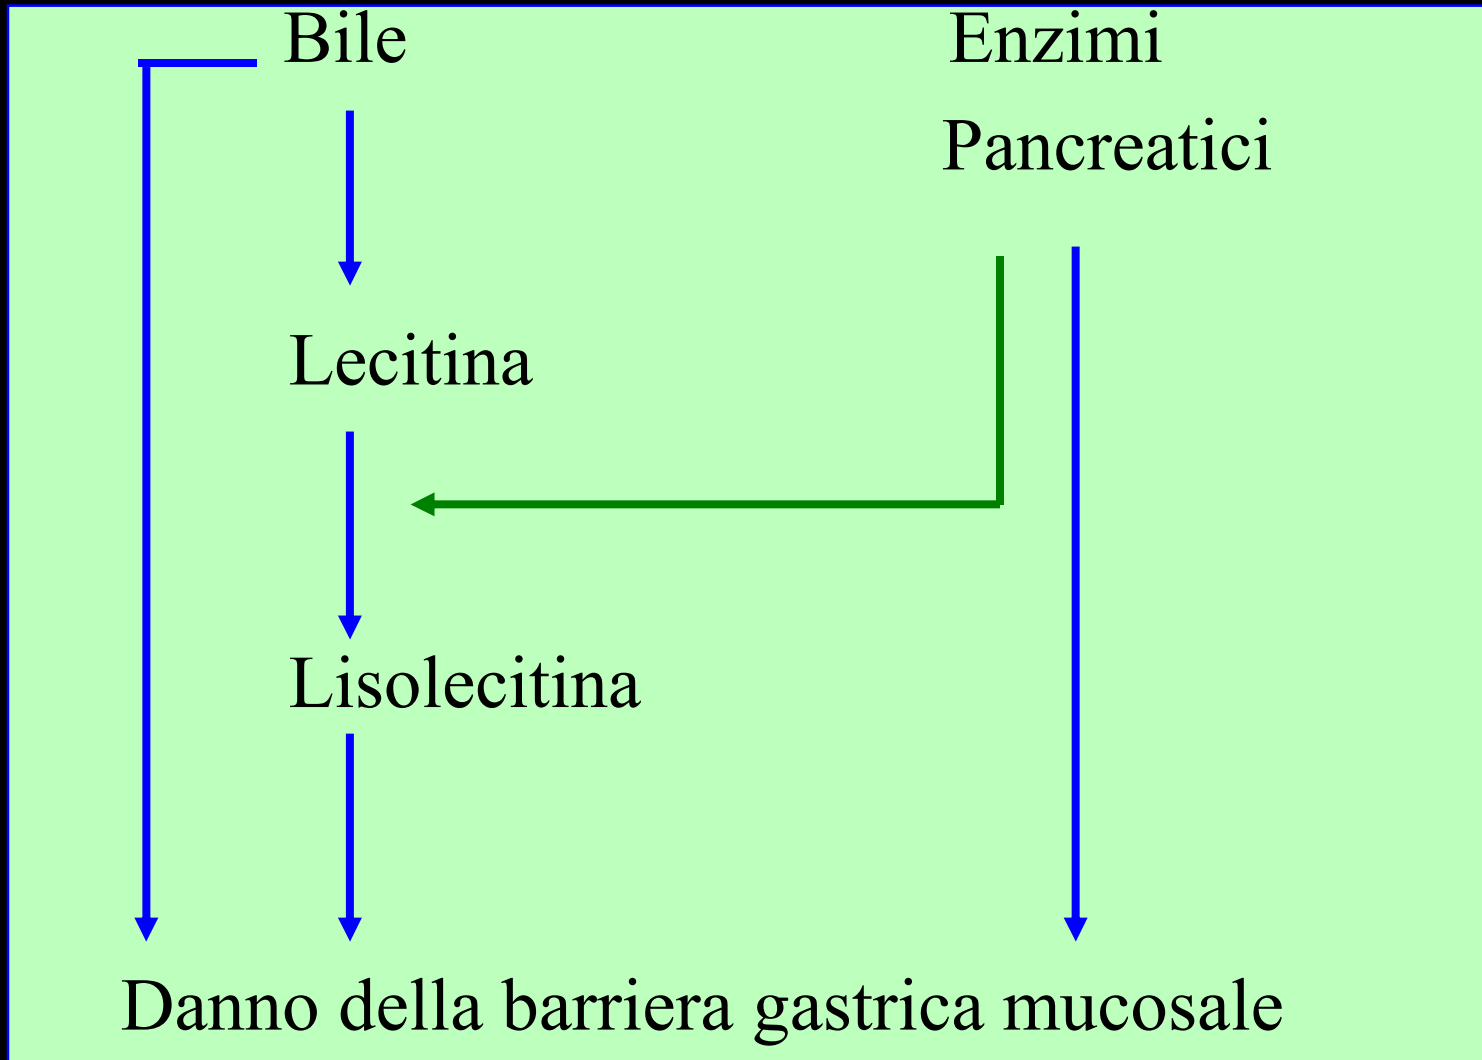 Bile
Enzimi
Pancreatici
Lecitina
Lisolecitina
Danno della barriera gastrica mucosale